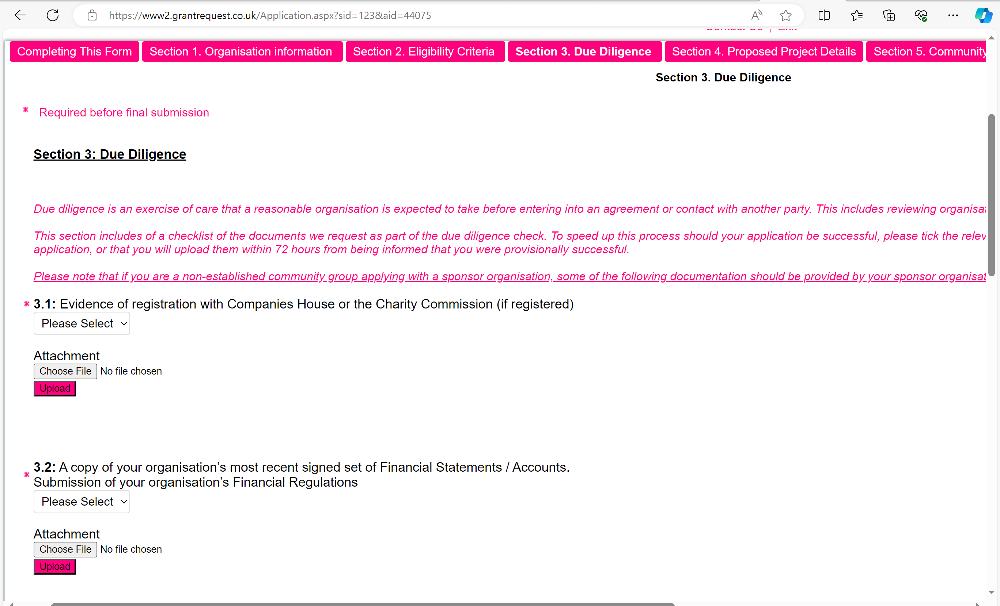 https://www2.grantrequest.co.uk/Application.aspx?sid=123&aid=44075
Completing This Form
Section 1. Organisation information
Section 2. Eligibility Criteria
Section 3. Due Diligence
Section 4. Proposed Project Details
Section 5. Community
Section 3. Due Diligence
* Required before final submission
Section 3: Due Diligence
Due diligence is an exercise of care that a reasonable organisation is expected to take before entering into an agreement or contact with another party. This includes reviewing
This section includes of a checklist of the documents we request as part of the due diligence check. To speed up this process should your application be successful, please tick the
application, or that you will upload them within 72 hours from being informed that you were provisionally successful.
Please note that if you are a non-established community group applying with a sponsor organisation, some of the following documentation should be provided by your sponsor
* 3.1: Evidence of registration with Companies House or the Charity Commission (if registered)
Please Select
Attachment
Choose File No file chosen
Upload
3.2: A copy of your organisation’s most recent signed set of Financial Statements / Accounts.
* Submission of your organisation’s Financial Regulations
Please Select
Attachment
Choose File No file chosen
Upload